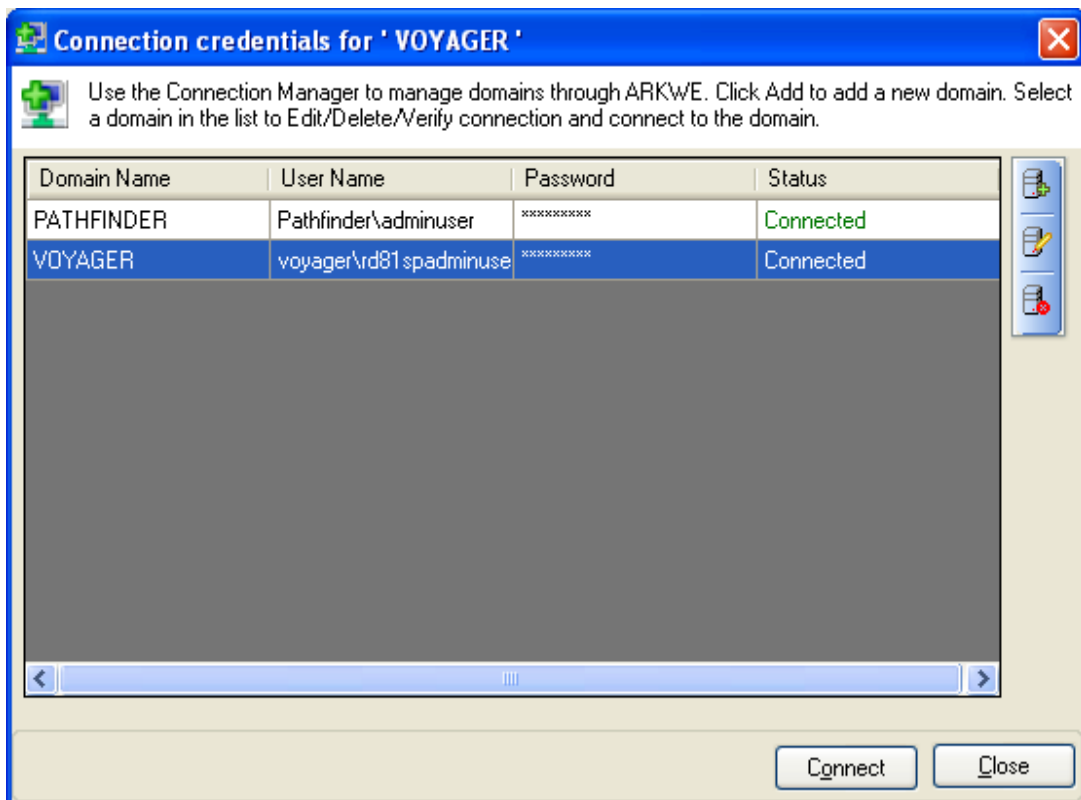 Connection credentials for ' VOYAGER '
Use the Connection Manager to manage domains through ARKWE. Click Add to add a new domain. Select
a domain in the list to Edit/Delete/Verify connection and connect to the domain.
Domain Name User Name Password Status
PATHFINDER Pathfinder\adminuser ********* Connected
VOYAGER voyager\rd81spadminuse ********* Connected
Connect Close